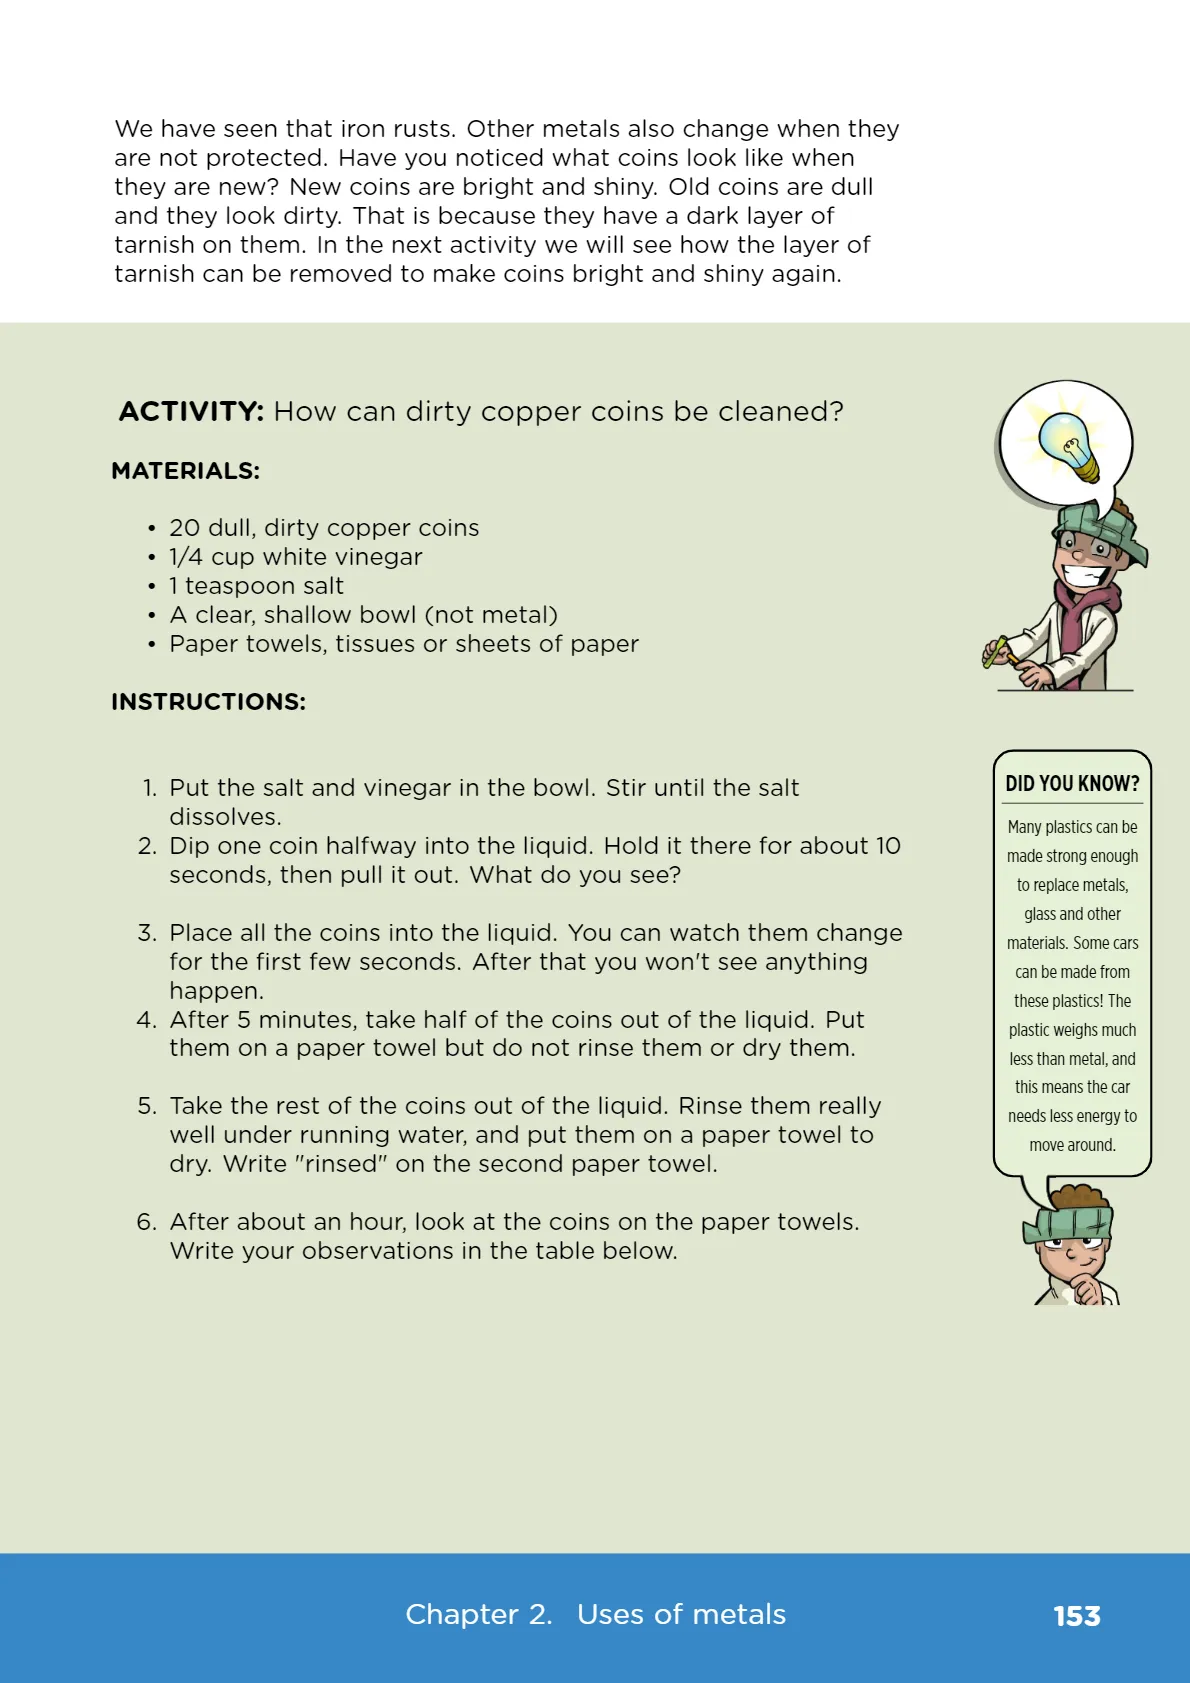 We have seen that iron rusts. Other metals also change when they
are not protected. Have you noticed what coins look like when
they are new? New coins are bright and shiny. Old coins are dull
and they look dirty. That is because they have a dark layer of
tarnish on them. In the next activity we will see how the layer of
tarnish can be removed to make coins bright and shiny again.
ACTIVITY: How can dirty copper coins be cleaned?
MATERIALS:
• 20 dull, dirty copper coins
• 1/4 cup white vinegar
• 1 teaspoon salt
• A clear, shallow bowl (not metal)
• Paper towels, tissues or sheets of paper
INSTRUCTIONS:
1. Put the salt and vinegar in the bowl. Stir until the salt
dissolves.
2. Dip one coin halfway into the liquid. Hold it there for about 10
seconds, then pull it out. What do you see?
3. Place all the coins into the liquid. You can watch them change
for the first few seconds. After that you won't see anything
happen.
4. After 5 minutes, take half of the coins out of the liquid. Put
them on a paper towel but do not rinse them or dry them.
5. Take the rest of the coins out of the liquid. Rinse them really
well under running water, and put them on a paper towel to
dry. Write "rinsed" on the second paper towel.
6. After about an hour, look at the coins on the paper towels.
Write your observations in the table below.
DID YOU KNOW?
Many plastics can be
made strong enough
to replace metals,
glass and other
materials. Some cars
can be made from
these plastics! The
plastic weighs much
less than metal, and
this means the car
needs less energy to
move around.
Chapter 2. Uses of metals
153